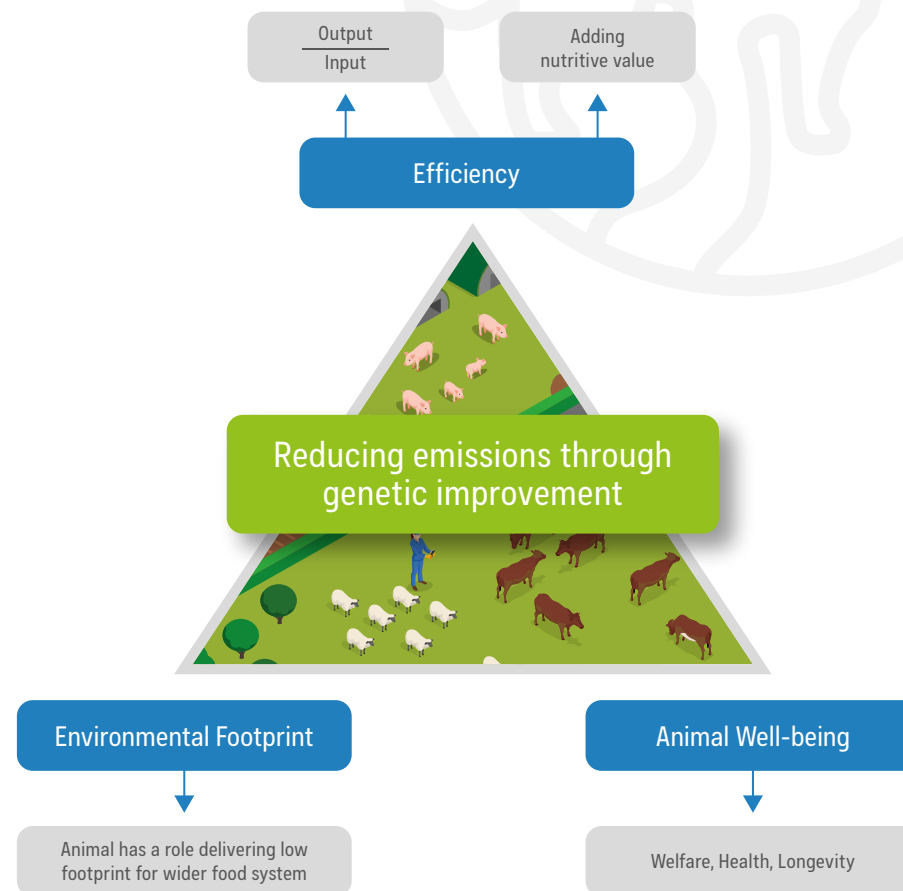 Output
Input
Adding
nutritive value
Efficiency
Reducing emissions through
genetic improvement
Environmental Footprint
Animal Well-being
Animal has a role delivering low
footprint for wider food system
Welfare, Health, Longevity